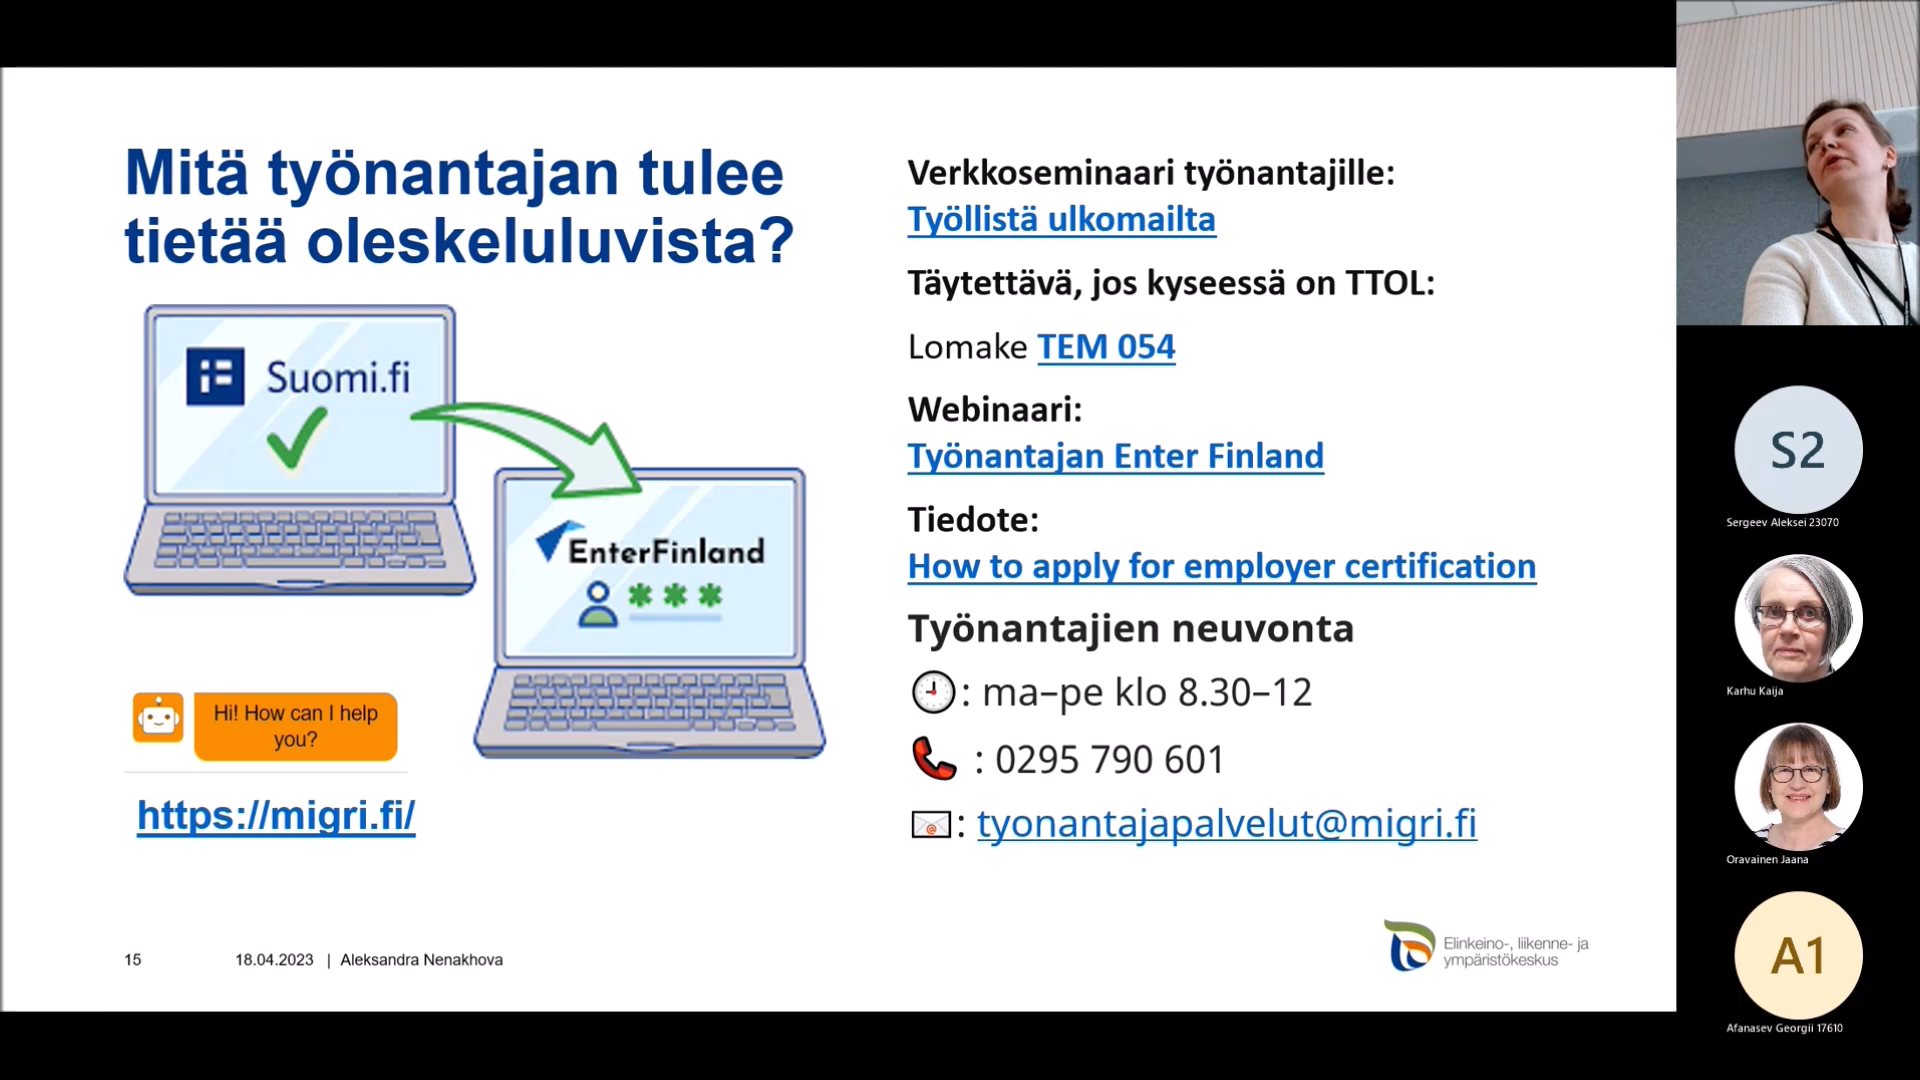 Mitä työnantajan tulee
tietää oleskeluluvista?
Suomi.fi
EnterFinland
Hi! How can I help
you?
https://migri.fi/
Verkkoseminaari työnantajille:
Työllistä ulkomailta
Täytettävä, jos kyseessä on TTOL:
Lomake TEM 054
Webinaari:
Työnantajan Enter Finland
Tiedote:
How to apply for employer certification
Työnantajien neuvonta
: ma–pe klo 8.30–12
: 0295 790 601
: tyonantajapalvelut@migri.fi
15 18.04.2023 | Aleksandra Nenakhova
Elinkeino-, liikenne- ja
ympäristökeskus
S2
Sergeev Aleksei 23070
Karhu Kaija
Oravainen Jaana
A1
Afanasev Georgii 17610